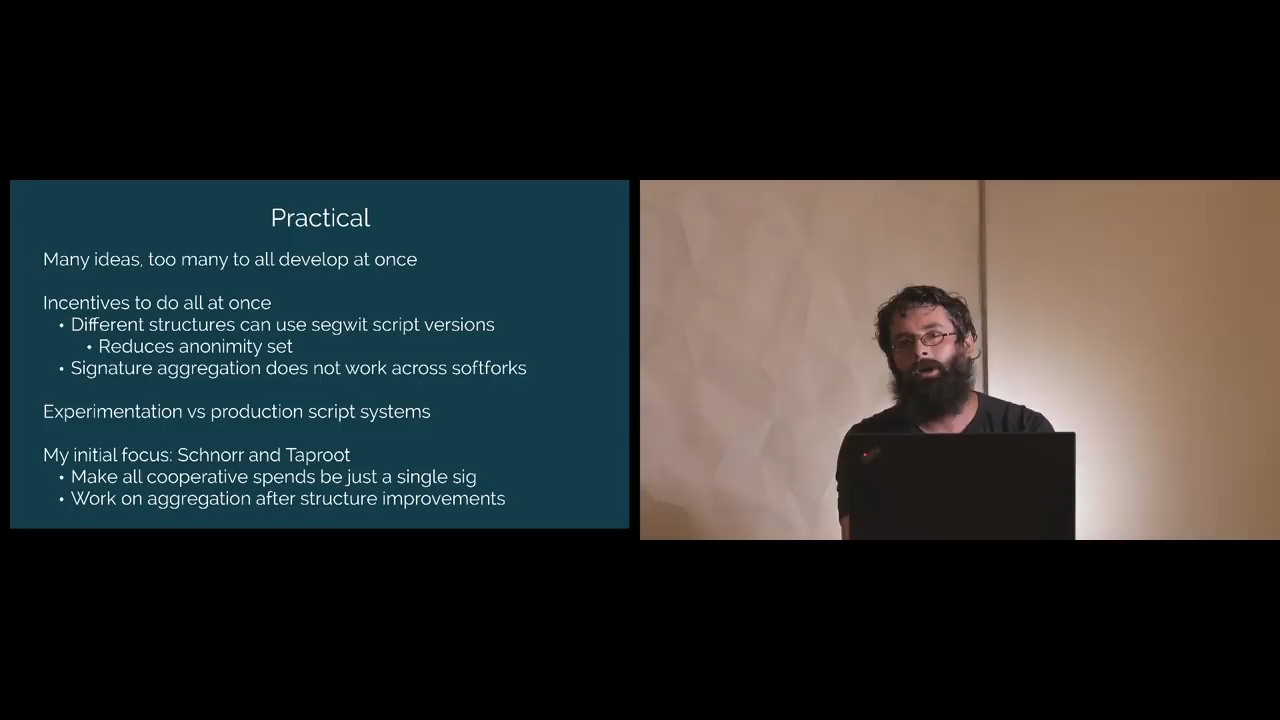 Practical
Many ideas, too many to all develop at once
Incentives to do all at once
• Different structures can use segwit script versions
• Reduces anonimity set
• Signature aggregation does not work across softforks
Experimentation vs production script systems
My initial focus: Schnorr and Taproot
• Make all cooperative spends be just a single sig
• Work on aggregation after structure improvements